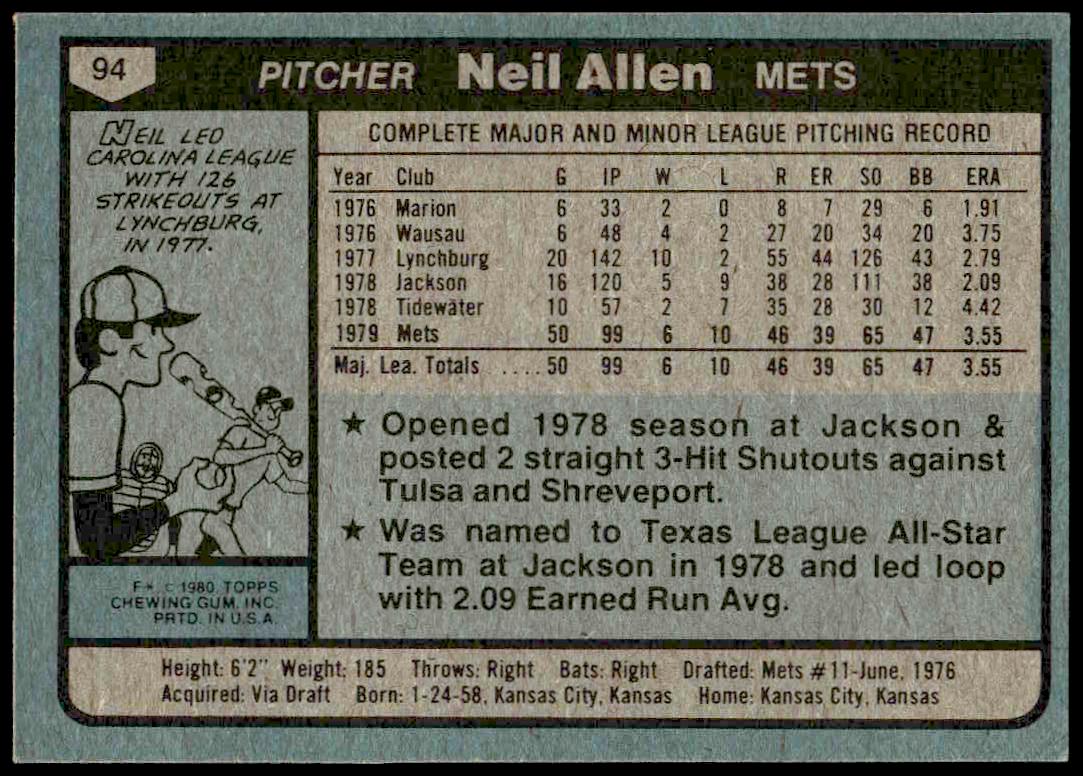 94
PITCHER Neil Allen METS
NEIL LED
CAROLINA LEAGUE
WITH 126
STRIKEOUTS AT
LYNCHBURG,
IN 1977.
COMPLETE MAJOR AND MINOR LEAGUE PITCHING RECORD
Year Club G IP W L R ER SO BB ERA
1976 Marion 6 33 2 0 8 7 29 6 1.91
1976 Wausau 6 48 4 2 27 20 34 20 3.75
1977 Lynchburg 20 142 10 2 55 44 126 43 2.79
1978 Jackson 16 120 5 9 38 28 111 38 2.09
1978 Tidewater 10 57 2 7 35 28 30 12 4.42
1979 Mets 50 99 6 10 46 39 65 47 3.55
Maj. Lea. Totals ....50 99 6 10 46 39 65 47 3.55
★ Opened 1978 season at Jackson &
posted 2 straight 3-Hit Shutouts against
Tulsa and Shreveport.
★ Was named to Texas League All-Star
Team at Jackson in 1978 and led loop
with 2.09 Earned Run Avg.
F* © 1980 TOPPS
CHEWING GUM, INC.
PRTD. IN U.S.A.
Height: 6'2" Weight: 185 Throws: Right Bats: Right Drafted: Mets #11-June, 1976
Acquired: Via Draft Born: 1-24-58, Kansas City, Kansas Home: Kansas City, Kansas